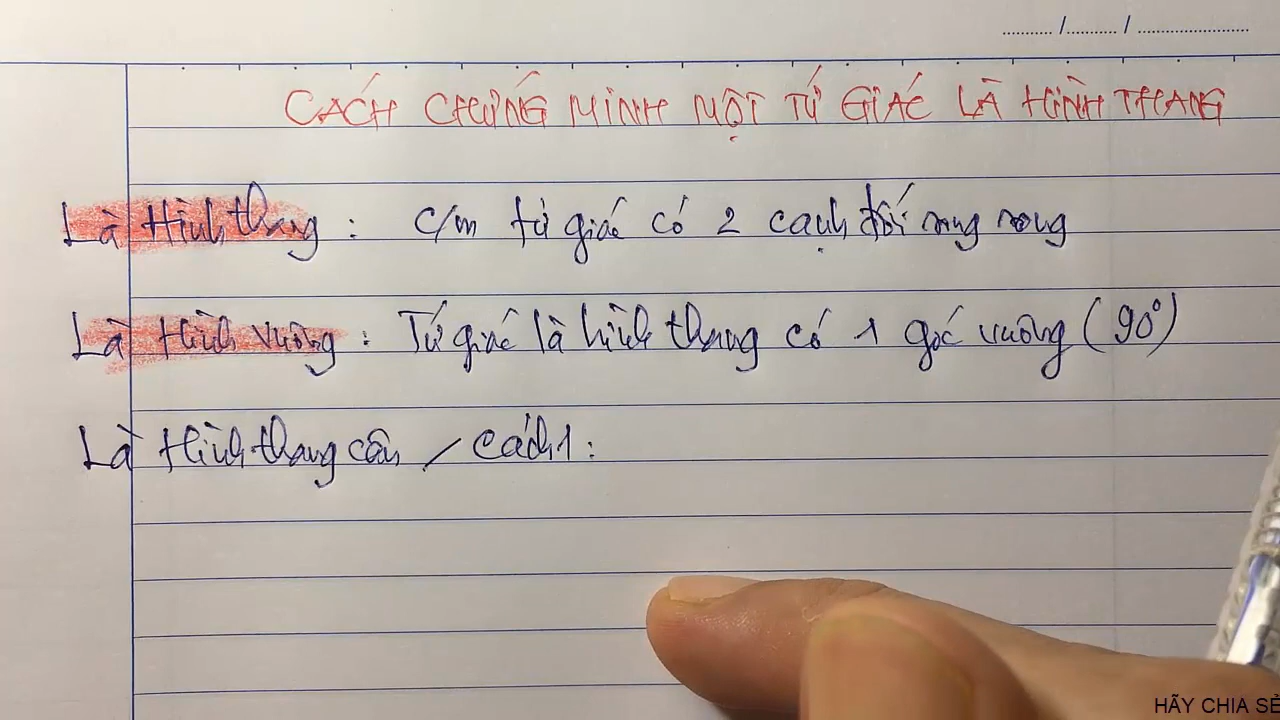 ............ /............ / ..........................
CÁCH CHỨNG MINH MỘT TỨ GIÁC LÀ HÌNH THANG
Là Hình thang : c/m tứ giác có 2 cạnh đối song song
Là Hình vuông : Tứ giác là hình thang có 1 góc vuông (90°)
Là Hình thang cân / cách 1 :
HÃY CHIA SẺ